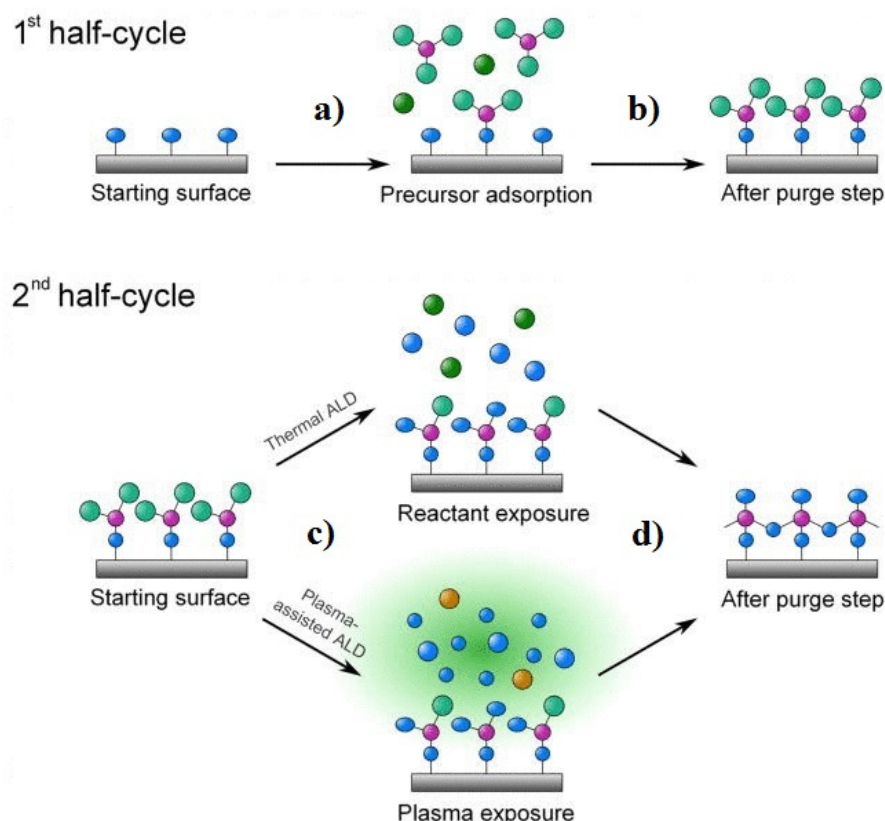 1st half-cycle
a)
b)
Starting surface
Precursor adsorption
After purge step
2nd half-cycle
Thermal ALD
Reactant exposure
c)
d)
Starting surface
After purge step
Plasma-
assisted ALD
Plasma exposure